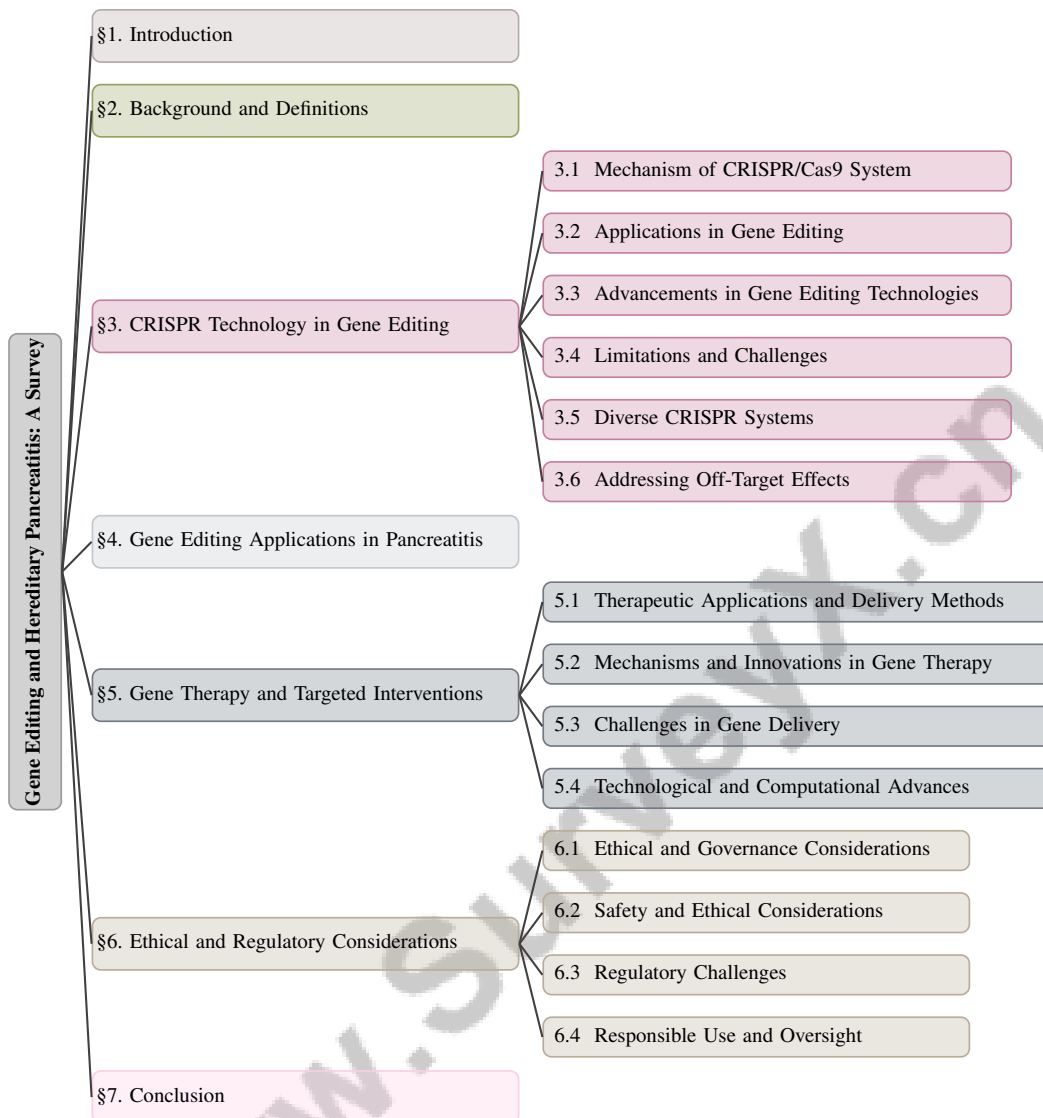 Gene Editing and Hereditary Pancreatitis: A Survey
§1. Introduction
§2. Background and Definitions
§3. CRISPR Technology in Gene Editing
3.1 Mechanism of CRISPR/Cas9 System
3.2 Applications in Gene Editing
3.3 Advancements in Gene Editing Technologies
3.4 Limitations and Challenges
3.5 Diverse CRISPR Systems
3.6 Addressing Off-Target Effects
§4. Gene Editing Applications in Pancreatitis
§5. Gene Therapy and Targeted Interventions
5.1 Therapeutic Applications and Delivery Methods
5.2 Mechanisms and Innovations in Gene Therapy
5.3 Challenges in Gene Delivery
5.4 Technological and Computational Advances
§6. Ethical and Regulatory Considerations
6.1 Ethical and Governance Considerations
6.2 Safety and Ethical Considerations
6.3 Regulatory Challenges
6.4 Responsible Use and Oversight
§7. Conclusion
w.SurveyX.cn